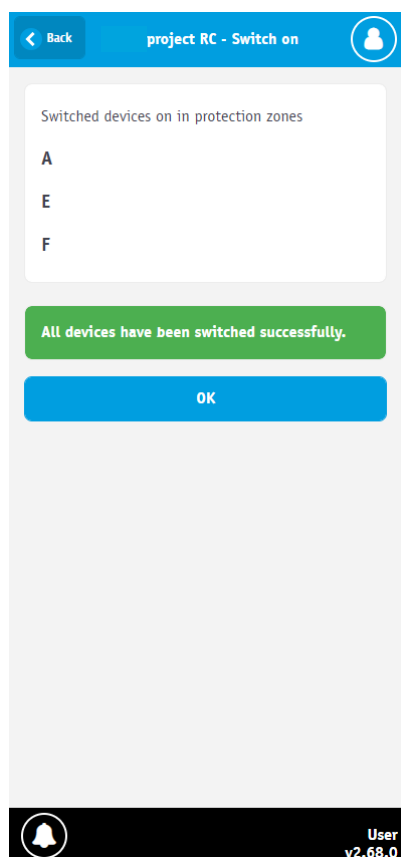 Back
project RC - Switch on
Switched devices on in protection zones
A
E
F
All devices have been switched successfully.
OK
User
v2.68.0